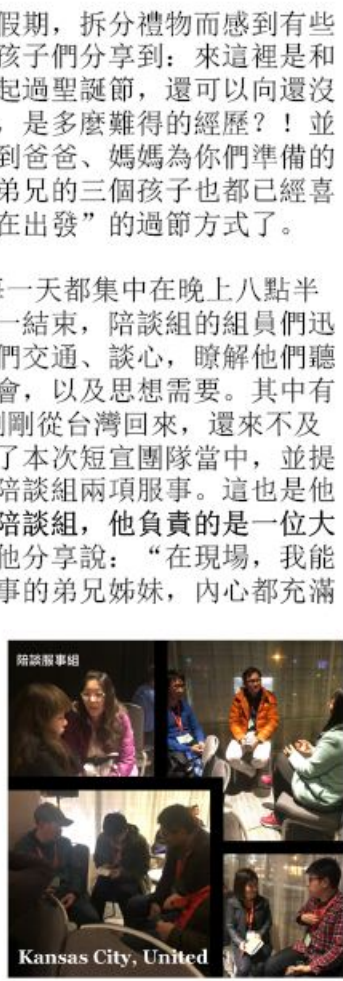 假期，拆分禮物而感到有些
孩子們分享到：來這裡是和
起過聖誕節，還可以向還沒
，是多麼難得的經歷？！並
到爸爸、媽媽為你們準備的
弟兄的三個孩子也都已經喜
在出發”的過節方式了。
每一天都集中在晚上八點半
一結束，陪談組的組員們迅
們交通、談心，瞭解他們聽
會，以及思想需要。其中有
剛剛從台灣回來，還來不及
了本次短宣團隊當中，並提
陪談組兩項服事。這也是他
陪談組，他負責的是一位大
他分享說：“在現場，我能
事的弟兄姊妹，內心都充滿
陪談服事組
Kansas City, United